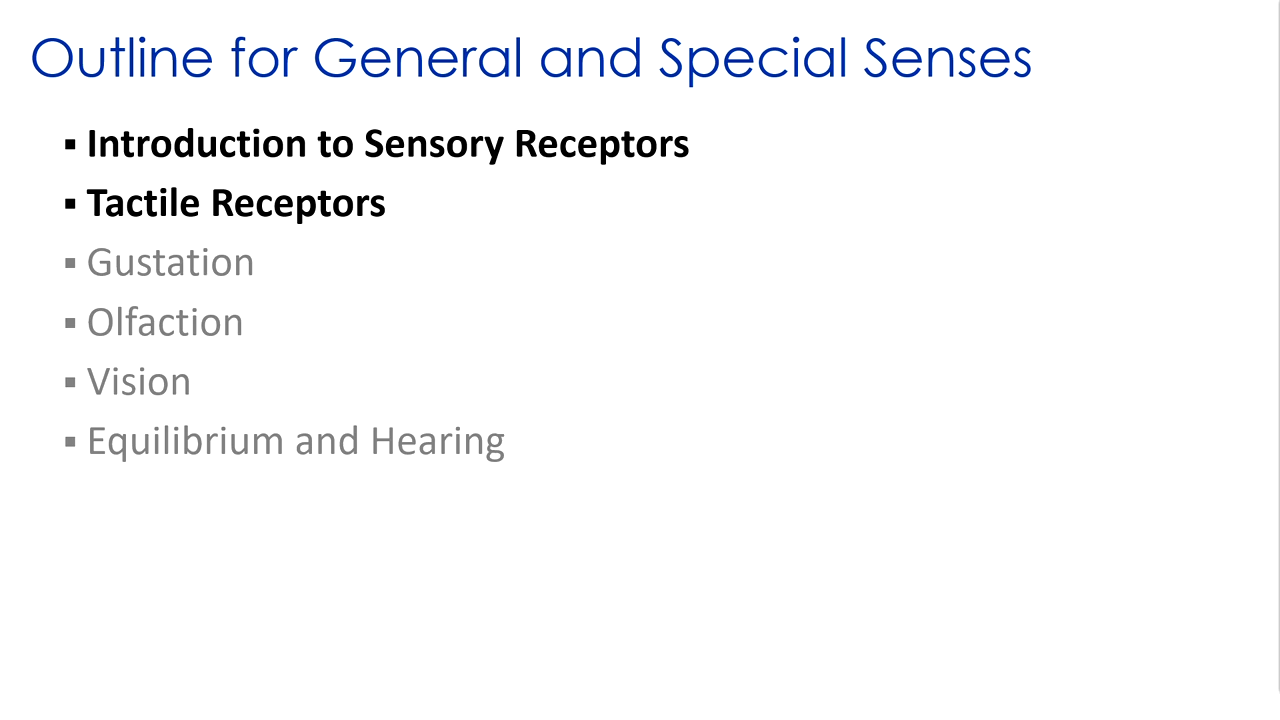 Outline for General and Special Senses
▪ Introduction to Sensory Receptors
▪ Tactile Receptors
▪ Gustation
▪ Olfaction
▪ Vision
▪ Equilibrium and Hearing